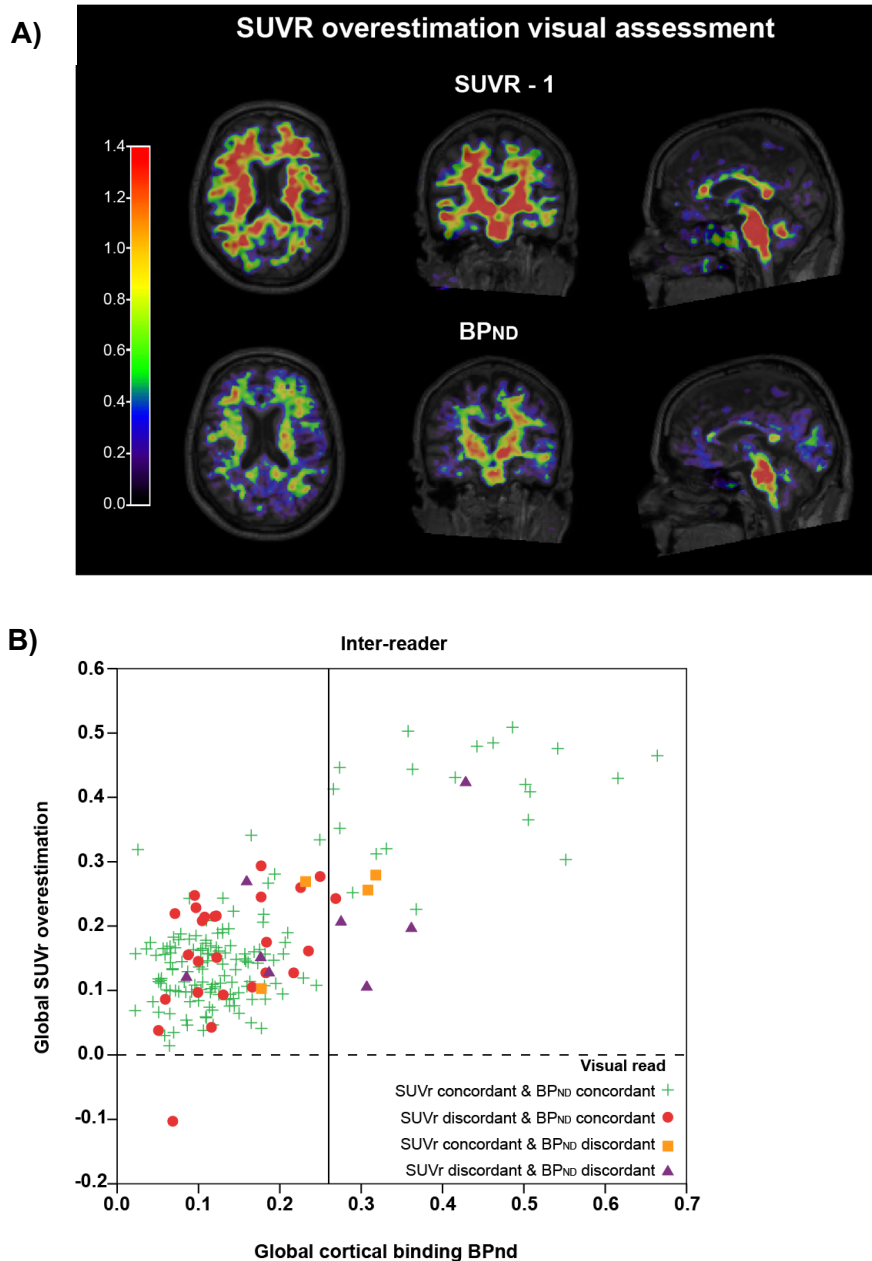 A)
SUVR overestimation visual assessment
SUVR - 1
1.4
1.2
1.0
0.8
0.6
0.4
0.2
0.0
BPND
B)
Inter-reader
Global SUVr overestimation
0.6
0.5
0.4
0.3
0.2
0.1
0.0
-0.1
-0.2
Visual read
SUVr concordant & BPND concordant
SUVr discordant & BPND concordant
SUVr concordant & BPND discordant
SUVr discordant & BPND discordant
0.0 0.1 0.2 0.3 0.4 0.5 0.6 0.7
Global cortical binding BPnd